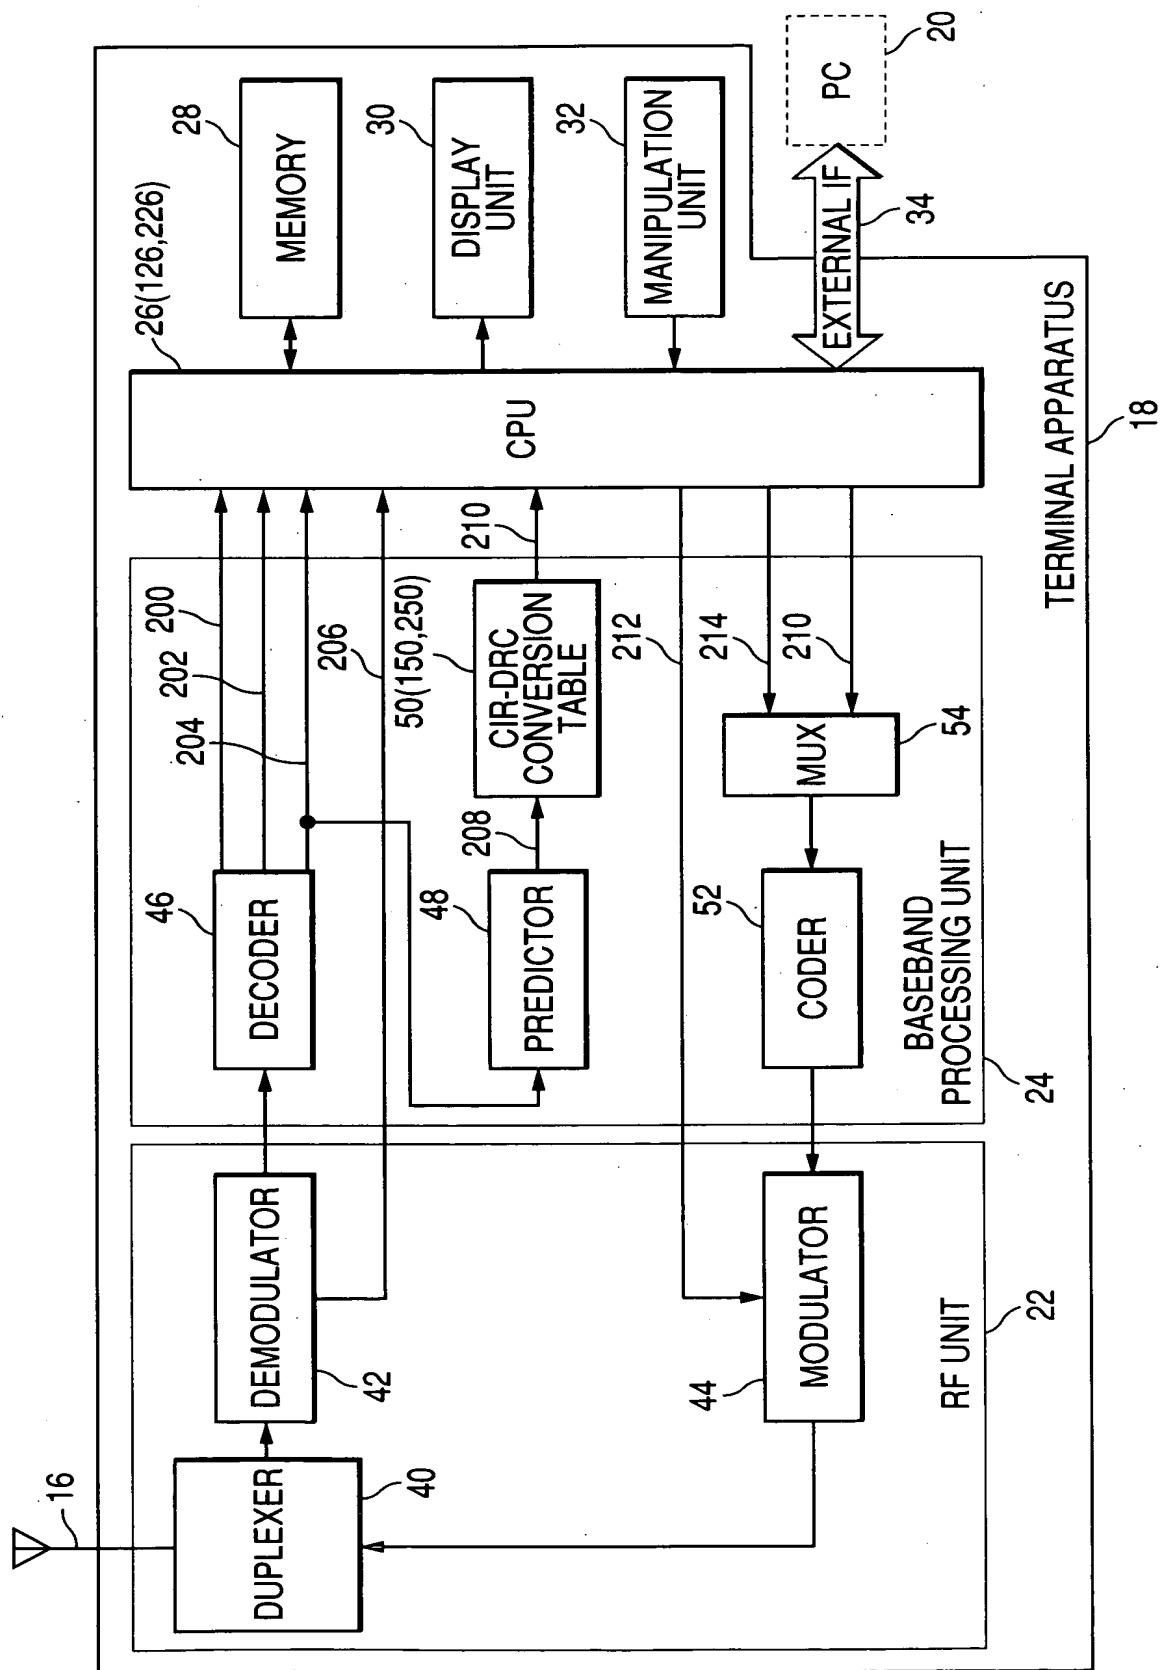 16
DUPLEXER
40
DEMODULATOR
42
MODULATOR
44
RF UNIT
22
DECODER
46
PREDICTOR
48
208
CIR-DRC
CONVERSION
TABLE
50(150,250)
CODER
52
MUX
54
BASEBAND
PROCESSING UNIT
24
200
202
204
206
210
212
214
210
CPU
26(126,226)
MEMORY
28
DISPLAY
UNIT
30
MANIPULATION
UNIT
32
EXTERNAL IF
34
PC
20
TERMINAL APPARATUS
18